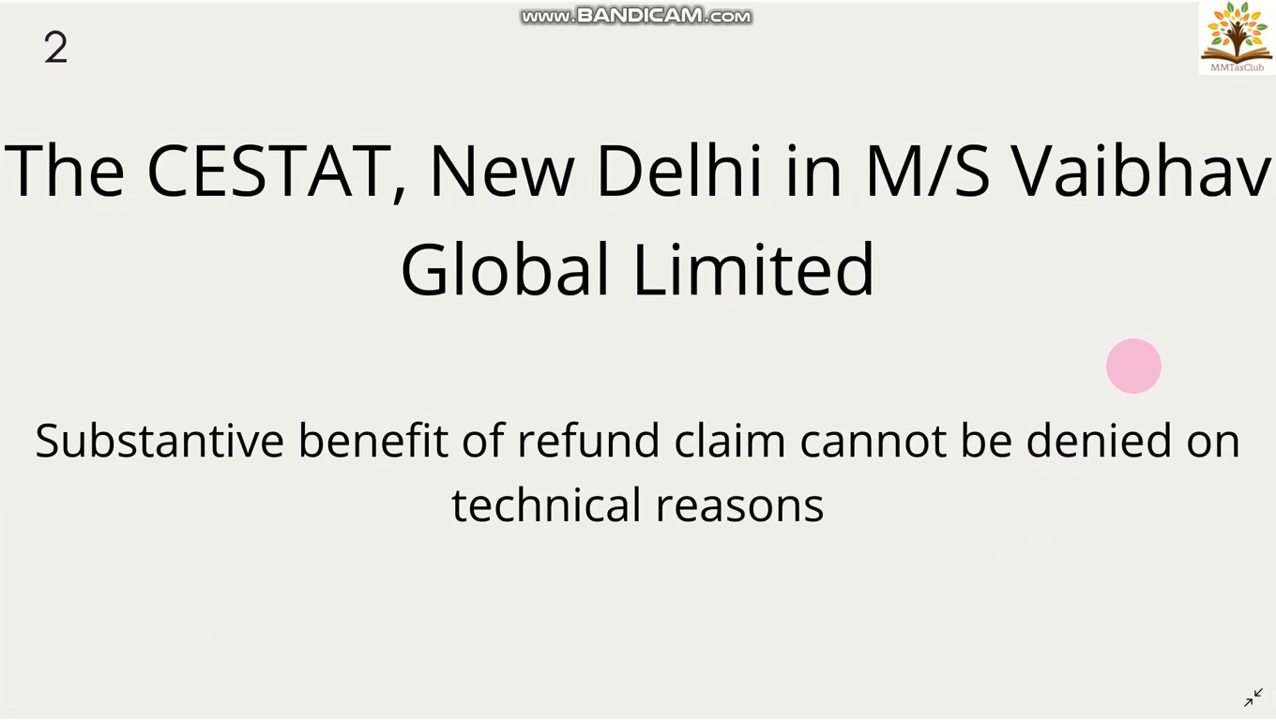 www.BANDICAM.com
2
MMTaxClub
The CESTAT, New Delhi in M/S Vaibhav
Global Limited
Substantive benefit of refund claim cannot be denied on
technical reasons